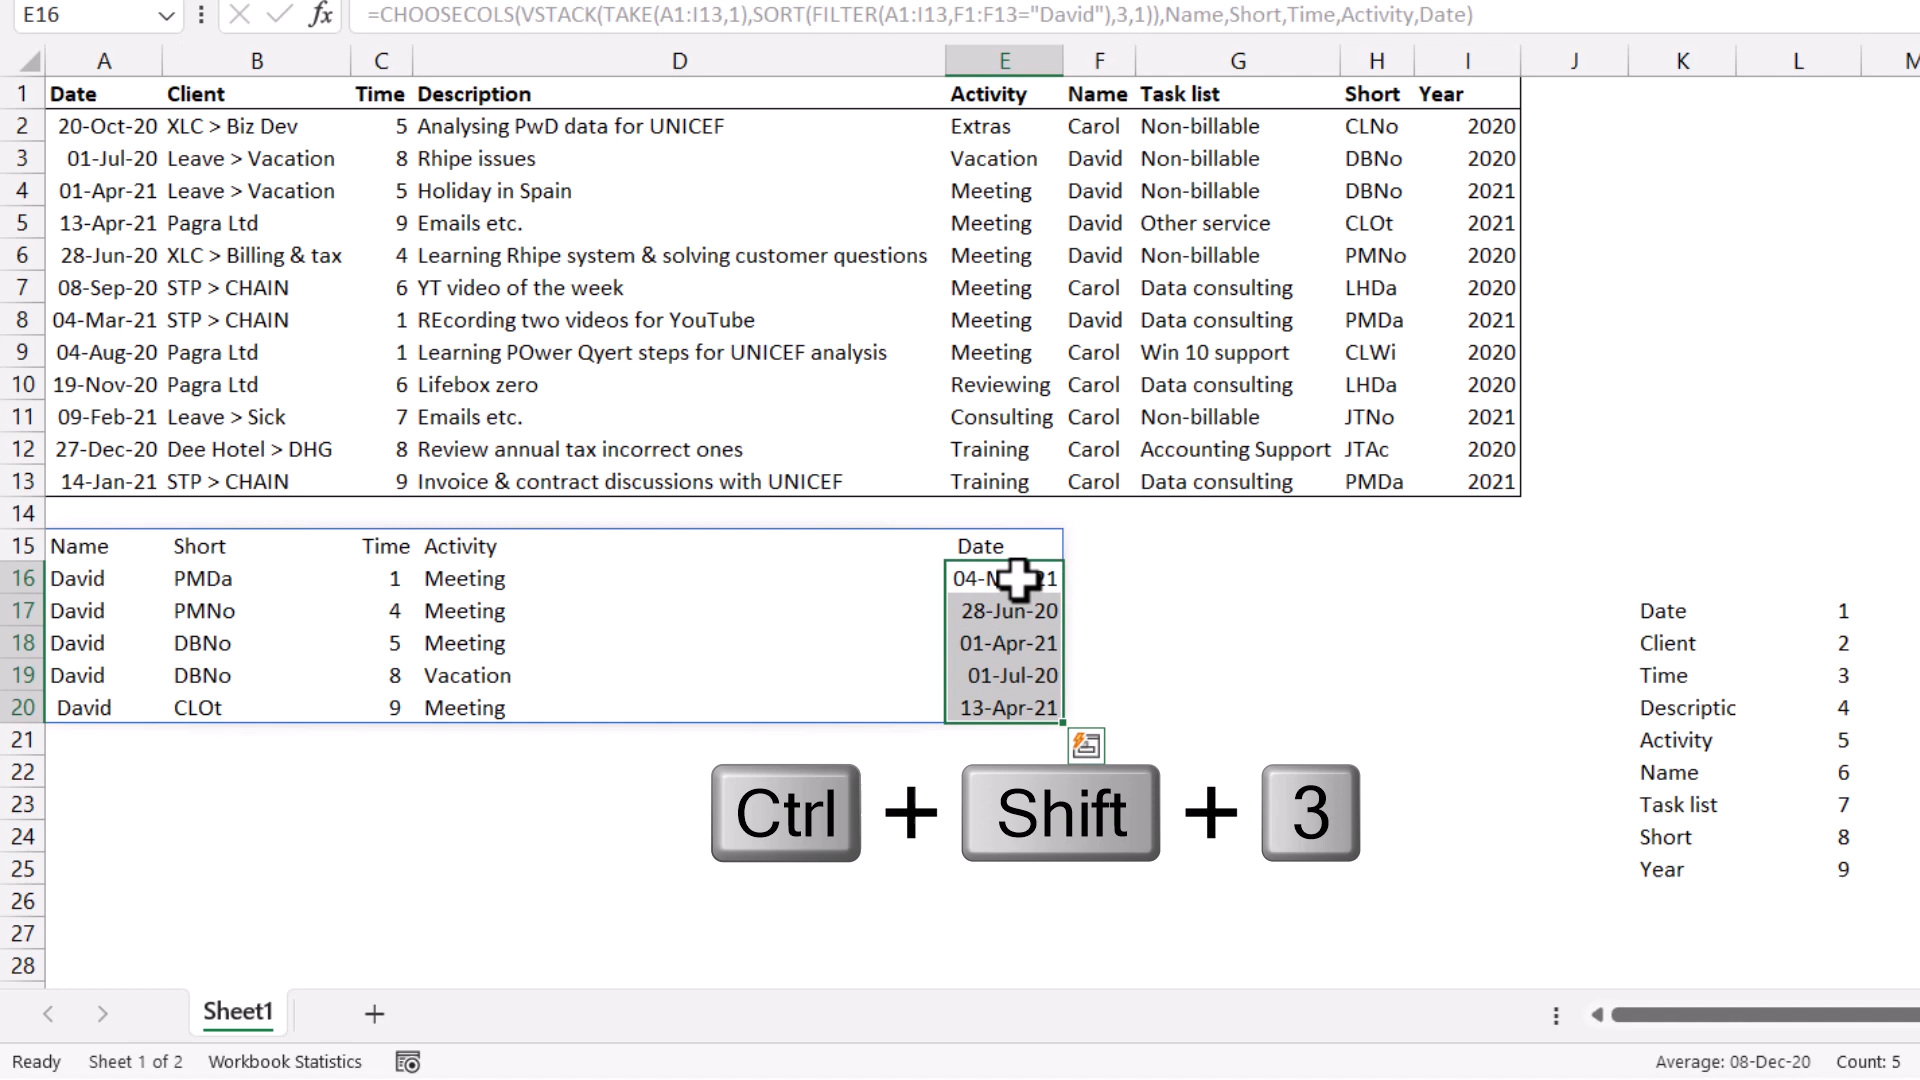 E16 fx =CHOOSECOLS(VSTACK(TAKE(A1:I13,1),SORT(FILTER(A1:I13,F1:F13="David"),3,1)),Name,Short,Time,Activity,Date)
A B C D E F G H I J K L M
1 Date Client Time Description Activity Name Task list Short Year
2 20-Oct-20 XLC > Biz Dev 5 Analysing PwD data for UNICEF Extras Carol Non-billable CLNo 2020
3 01-Jul-20 Leave > Vacation 8 Rhipe issues Vacation David Non-billable DBNo 2020
4 01-Apr-21 Leave > Vacation 5 Holiday in Spain Meeting David Non-billable DBNo 2021
5 13-Apr-21 Pagra Ltd 9 Emails etc. Meeting David Other service CLOt 2021
6 28-Jun-20 XLC > Billing & tax 4 Learning Rhipe system & solving customer questions Meeting David Non-billable PMNo 2020
7 08-Sep-20 STP > CHAIN 6 YT video of the week Meeting Carol Data consulting LHDa 2020
8 04-Mar-21 STP > CHAIN 1 REcording two videos for YouTube Meeting David Data consulting PMDa 2021
9 04-Aug-20 Pagra Ltd 1 Learning POwer Qyert steps for UNICEF analysis Meeting Carol Win 10 support CLWi 2020
10 19-Nov-20 Pagra Ltd 6 Lifebox zero Reviewing Carol Data consulting LHDa 2020
11 09-Feb-21 Leave > Sick 7 Emails etc. Consulting Carol Non-billable JTNo 2021
12 27-Dec-20 Dee Hotel > DHG 8 Review annual tax incorrect ones Training Carol Accounting Support JTAc 2020
13 14-Jan-21 STP > CHAIN 9 Invoice & contract discussions with UNICEF Training Carol Data consulting PMDa 2021
14
15 Name Short Time Activity Date
16 David PMDa 1 Meeting
17 David PMNo 4 Meeting 28-Jun-20 Date 1
18 David DBNo 5 Meeting 01-Apr-21 Client 2
19 David DBNo 8 Vacation 01-Jul-20 Time 3
20 David CLOt 9 Meeting 13-Apr-21 Descriptic 4
21 Activity 5
22 Name 6
23 Task list 7
24 Short 8
25 Year 9
Ctrl + Shift + 3
26
27
28
Sheet1 +
Ready Sheet 1 of 2 Workbook Statistics Average: 08-Dec-20 Count: 5